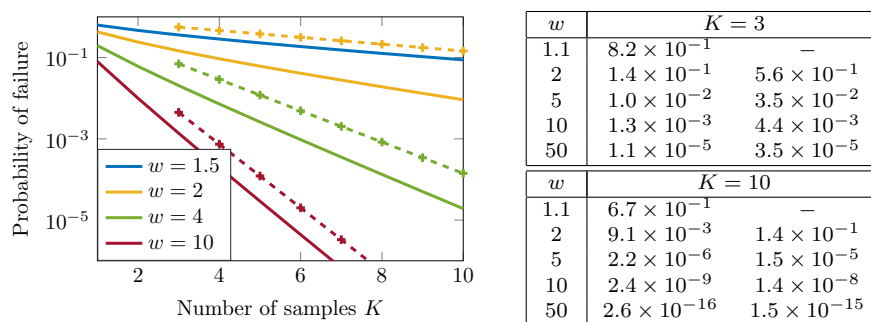 Probability of failure
10⁻¹
10⁻³
10⁻⁵
w = 1.5
w = 2
w = 4
w = 10
2 4 6 8 10
Number of samples K
w K = 3
1.1 8.2 × 10⁻¹ –
2 1.4 × 10⁻¹ 5.6 × 10⁻¹
5 1.0 × 10⁻² 3.5 × 10⁻²
10 1.3 × 10⁻³ 4.4 × 10⁻³
50 1.1 × 10⁻⁵ 3.5 × 10⁻⁵
w K = 10
1.1 6.7 × 10⁻¹ –
2 9.1 × 10⁻³ 1.4 × 10⁻¹
5 2.2 × 10⁻⁶ 1.5 × 10⁻⁵
10 2.4 × 10⁻⁹ 1.4 × 10⁻⁸
50 2.6 × 10⁻¹⁶ 1.5 × 10⁻¹⁵